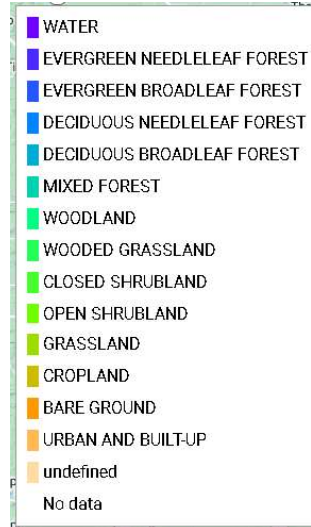 WATER
EVERGREEN NEEDLELEAF FOREST
EVERGREEN BROADLEAF FOREST
DECIDUOUS NEEDLELEAF FOREST
DECIDUOUS BROADLEAF FOREST
MIXED FOREST
WOODLAND
WOODED GRASSLAND
CLOSED SHRUBLAND
OPEN SHRUBLAND
GRASSLAND
CROPLAND
BARE GROUND
URBAN AND BUILT-UP
undefined
No data